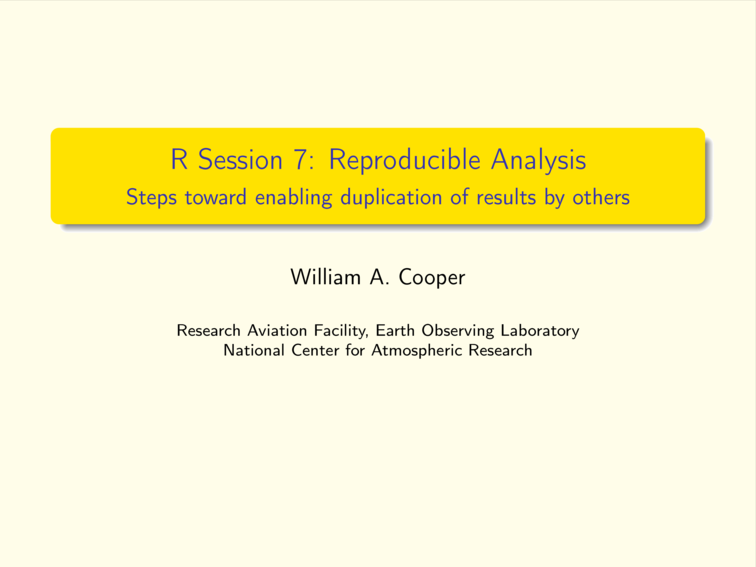 R Session 7: Reproducible Analysis
Steps toward enabling duplication of results by others
William A. Cooper
Research Aviation Facility, Earth Observing Laboratory
National Center for Atmospheric Research